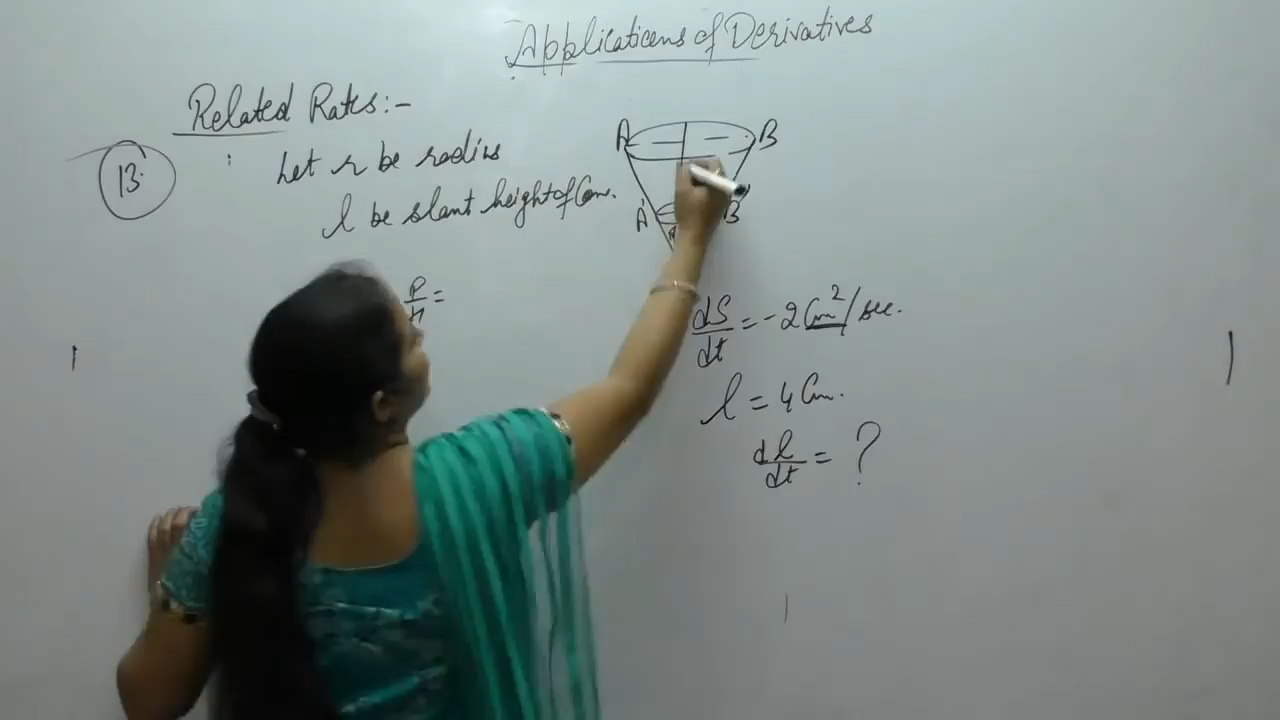 Applications of Derivatives
Related Rates:-
13.
Let r be radius
l be slant height of Cone.
A B
A' B'
P/H =
dS/dt = -2 Cm²/sec.
l = 4 Cm.
dl/dt = ?